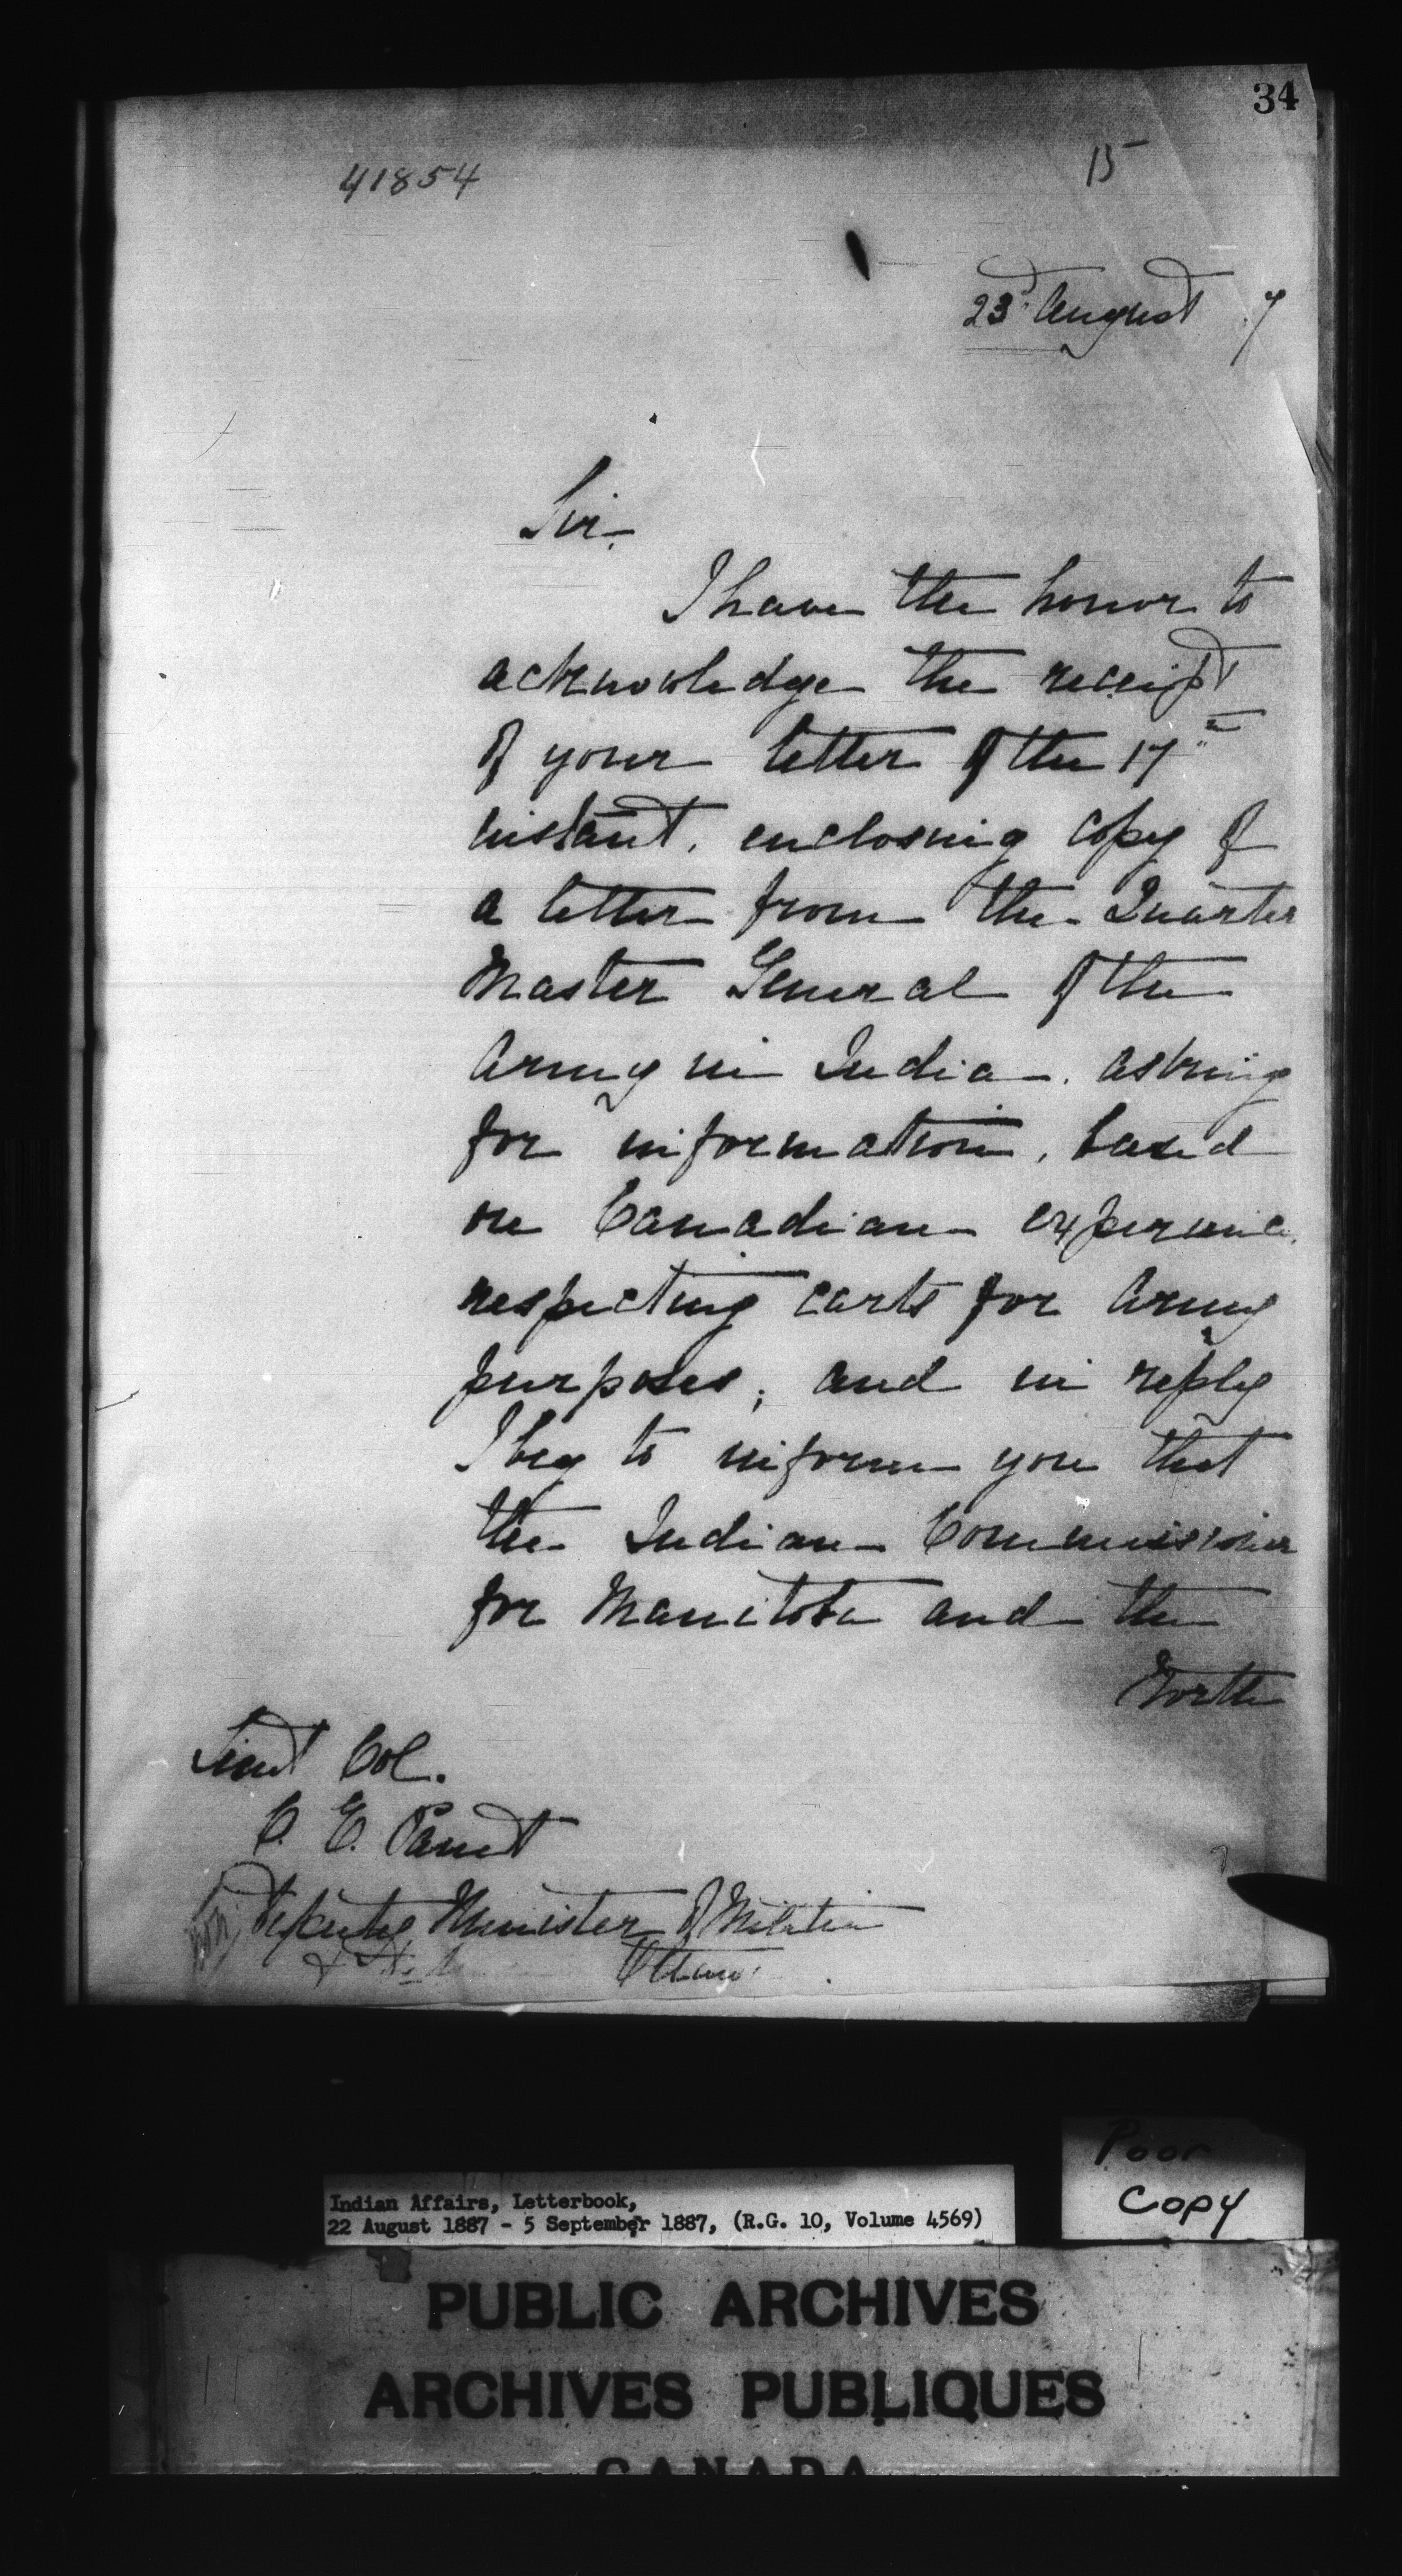 34
41854
15
23d August 7
Sir,
I have the honor to
acknowledge the receipt
of your letter of the 17th
instant, enclosing copy of
a letter from the Quarter
Master General of the
Army in India, asking
for information, based
on Canadian experience,
respecting carts for Army
purposes; and in reply
I beg to inform you that
the Indian Commissioner
for Manitoba and the
North
Lieut Col.
C. E. Panet
Deputy Minister of Militia
Ottawa
Poor
Copy
Indian Affairs, Letterbook,
22 August 1887 - 5 September 1887, (R.G. 10, Volume 4569)
PUBLIC ARCHIVES
ARCHIVES PUBLIQUES
CANADA